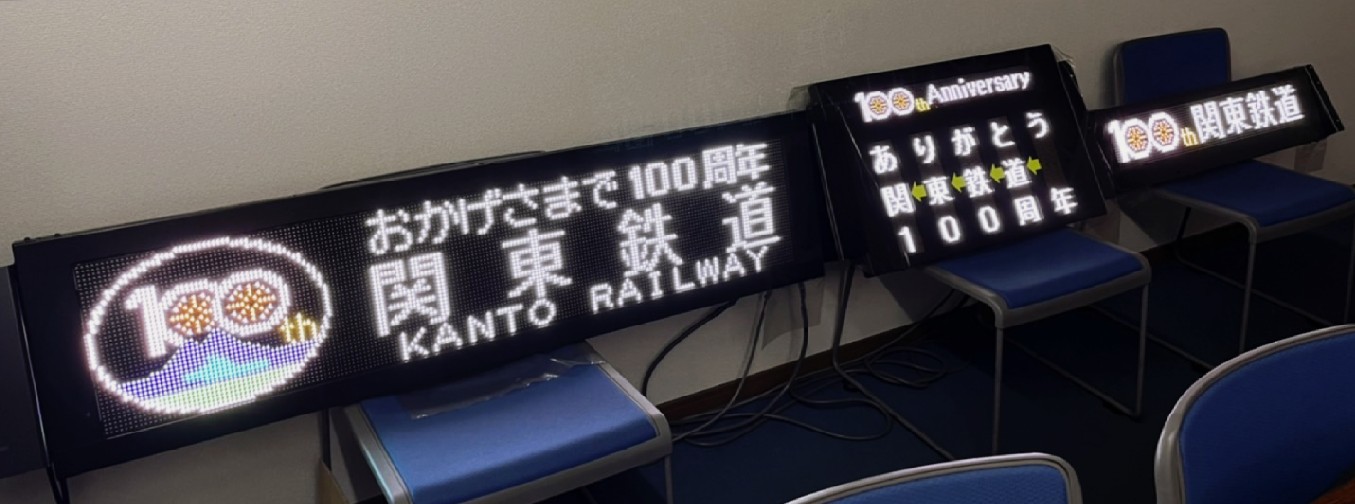 100th
おかげさまで100周年
関東鉄道
KANTO RAILWAY
100th Anniversary
ありがとう
関←東←鉄←道←
100周年
100th 関東鉄道